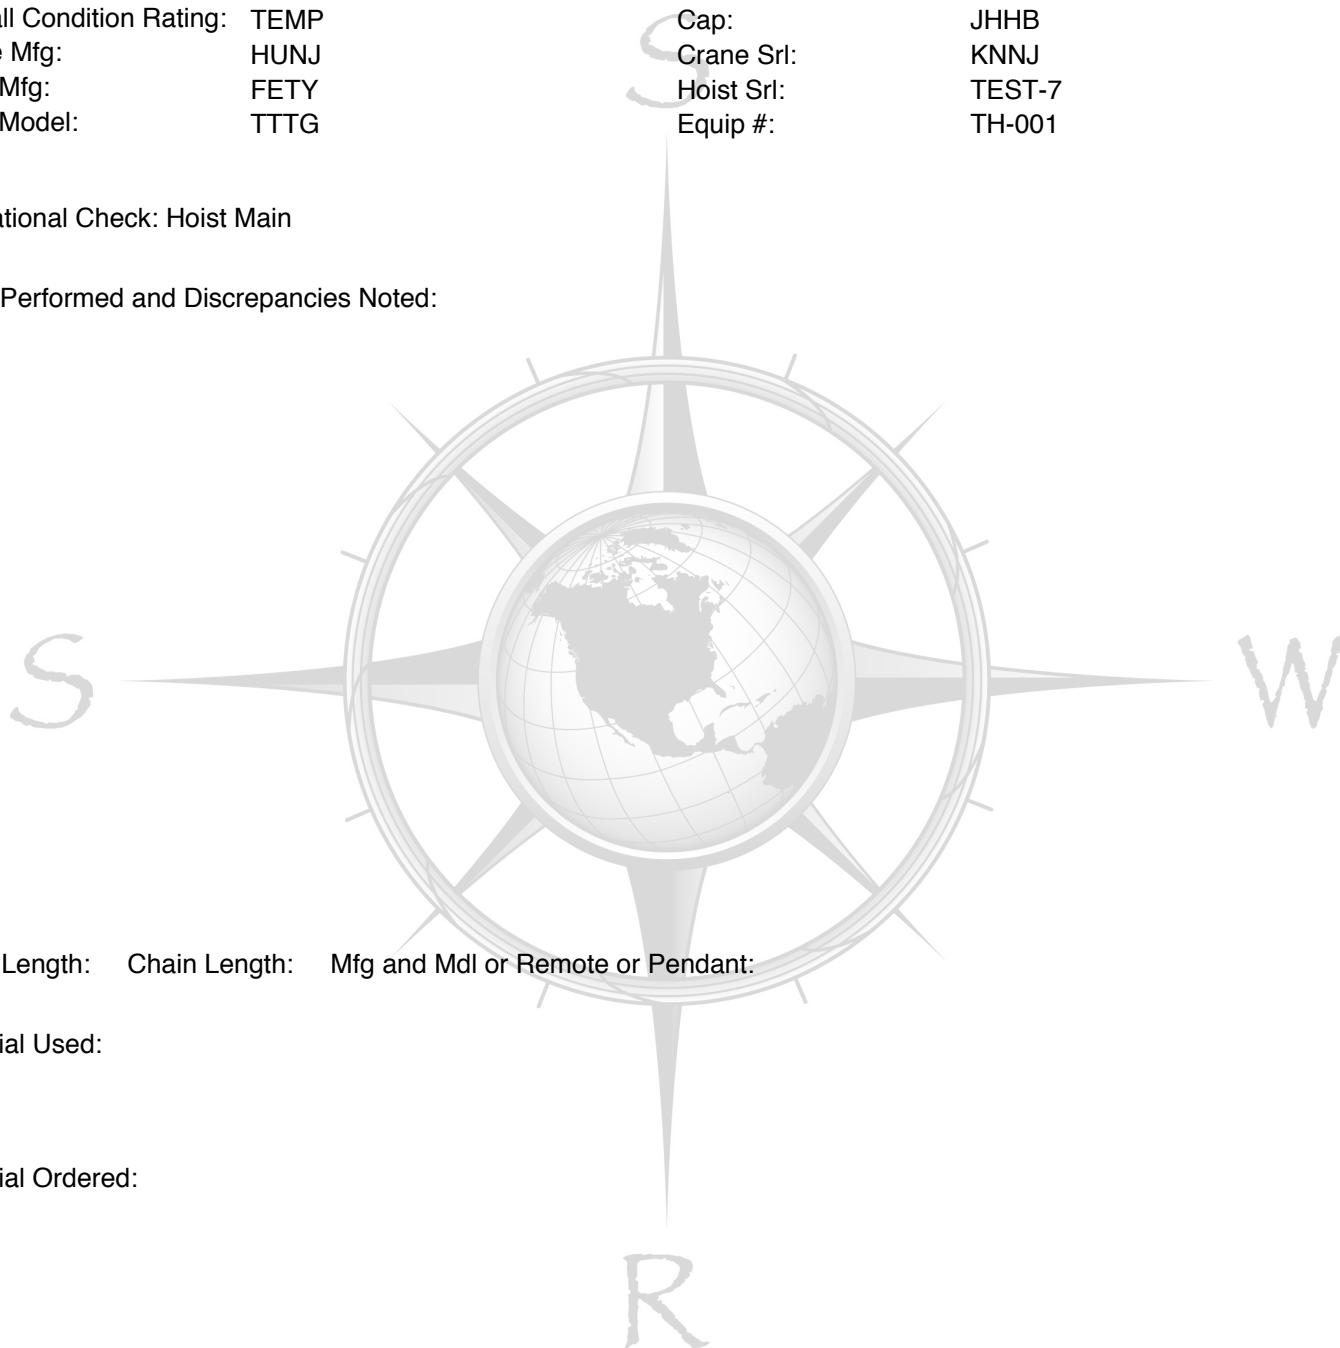 all Condition Rating: TEMP Cap: JHHB
e Mfg: HUNJ Crane Srl: KNNJ
Mfg: FETY Hoist Srl: TEST-7
Model: TTTG Equip #: TH-001
ational Check: Hoist Main
Performed and Discrepancies Noted:
Length: Chain Length: Mfg and Mdl or Remote or Pendant:
ial Used:
ial Ordered:
S
S
W
R